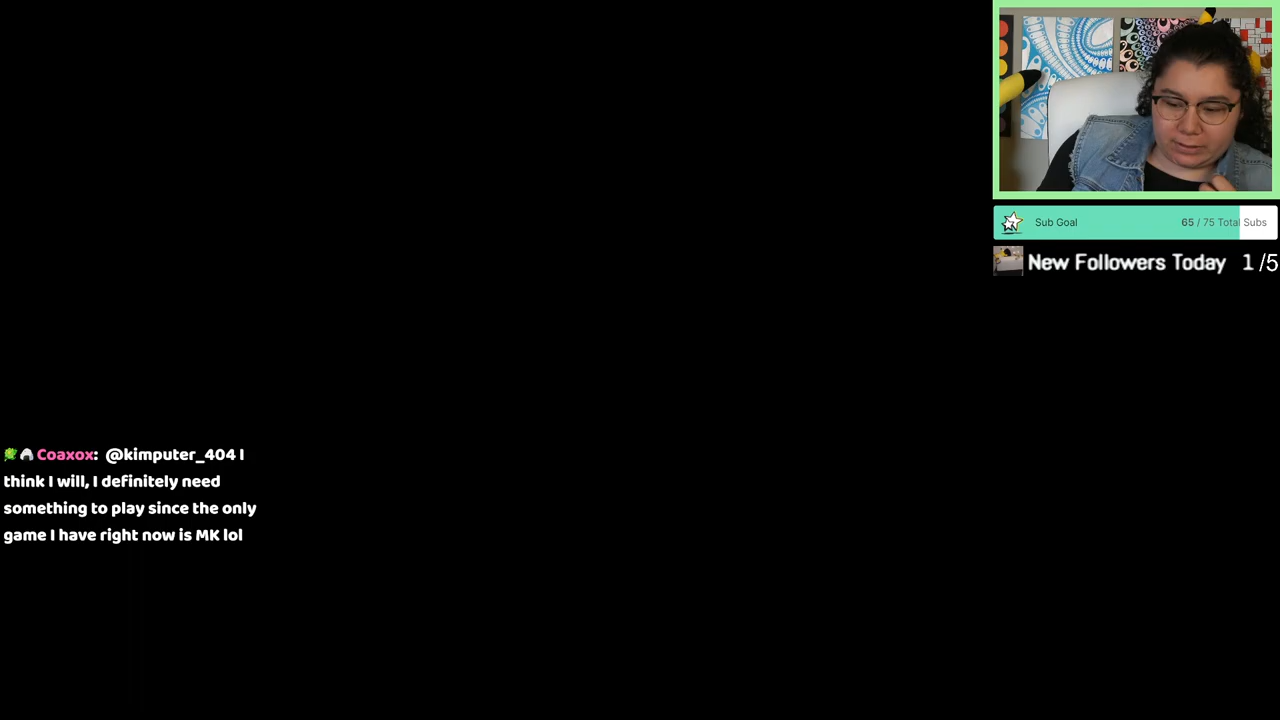 Sub Goal 65 / 75 Total Subs
New Followers Today 1 /5
Coaxox: @kimputer_404 I
think I will, I definitely need
something to play since the only
game I have right now is MK lol